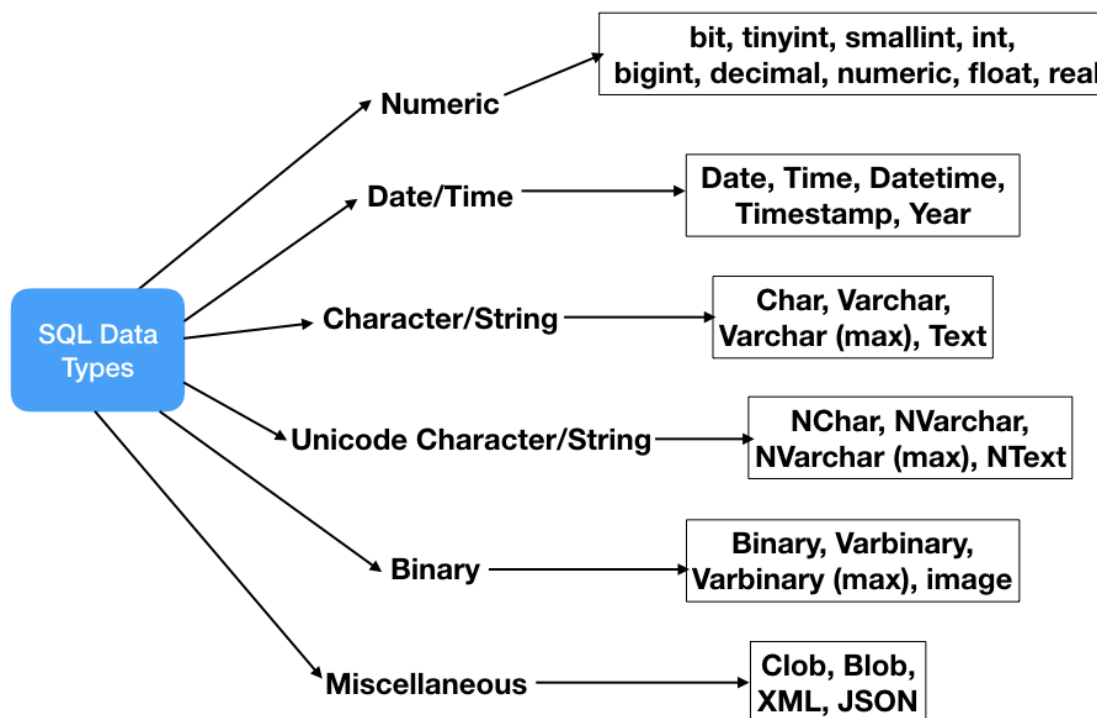 bit, tinyint, smallint, int,
bigint, decimal, numeric, float, real
Numeric
Date/Time
Date, Time, Datetime,
Timestamp, Year
SQL Data
Types
Character/String
Char, Varchar,
Varchar (max), Text
Unicode Character/String
NChar, NVarchar,
NVarchar (max), NText
Binary
Binary, Varbinary,
Varbinary (max), image
Miscellaneous
Clob, Blob,
XML, JSON